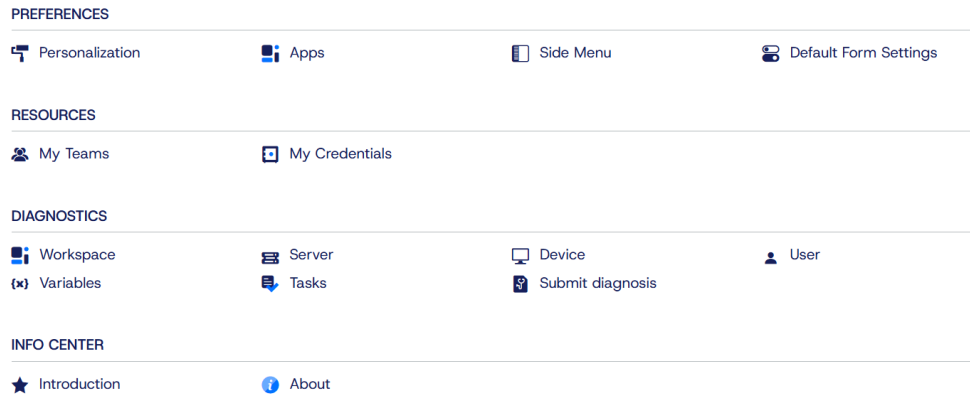 PREFERENCES
Personalization Apps Side Menu Default Form Settings
RESOURCES
My Teams My Credentials
DIAGNOSTICS
Workspace Server Device User
{x} Variables Tasks Submit diagnosis
INFO CENTER
Introduction About